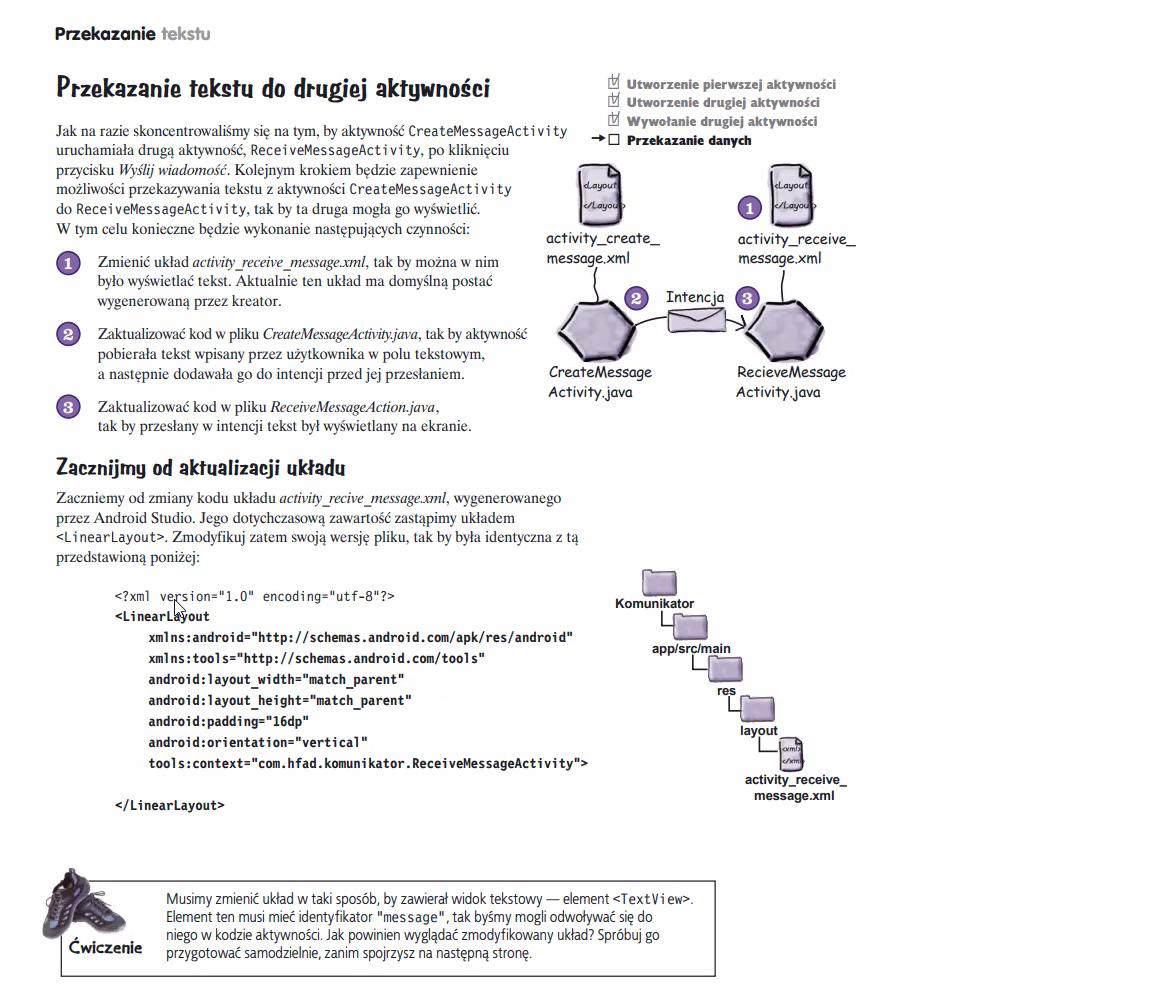 Przekazanie tekstu
Przekazanie tekstu do drugiej aktywności
Jak na razie skoncentrowaliśmy się na tym, by aktywność CreateMessageActivity
uruchamiała drugą aktywność, ReceiveMessageActivity, po kliknięciu
przycisku Wyślij wiadomość. Kolejnym krokiem będzie zapewnienie
możliwości przekazywania tekstu z aktywności CreateMessageActivity
do ReceiveMessageActivity, tak by ta druga mogła go wyświetlić.
W tym celu konieczne będzie wykonanie następujących czynności:
1 Zmienić układ activity_receive_message.xml, tak by można w nim
było wyświetlać tekst. Aktualnie ten układ ma domyślną postać
wygenerowaną przez kreator.
2 Zaktualizować kod w pliku CreateMessageActivity.java, tak by aktywność
pobierała tekst wpisany przez użytkownika w polu tekstowym,
a następnie dodawała go do intencji przed jej przesłaniem.
3 Zaktualizować kod w pliku ReceiveMessageAction.java,
tak by przesłany w intencji tekst był wyświetlany na ekranie.
Utworzenie pierwszej aktywności
Utworzenie drugiej aktywności
Wywołanie drugiej aktywności
Przekazanie danych
<Layout
</Layout>
<Layout
</Layout>
1
activity_create_
message.xml
activity_receive_
message.xml
2
Intencja
3
CreateMessage
Activity.java
RecieveMessage
Activity.java
Zacznijmy od aktualizacji układu
Zaczniemy od zmiany kodu układu activity_recive_message.xml, wygenerowanego
przez Android Studio. Jego dotychczasową zawartość zastąpimy układem
<LinearLayout>. Zmodyfikuj zatem swoją wersję pliku, tak by była identyczna z tą
przedstawioną poniżej:
<?xml version="1.0" encoding="utf-8"?>
<LinearLayout
xmlns:android="http://schemas.android.com/apk/res/android"
xmlns:tools="http://schemas.android.com/tools"
android:layout_width="match_parent"
android:layout_height="match_parent"
android:padding="16dp"
android:orientation="vertical"
tools:context="com.hfad.komunikator.ReceiveMessageActivity">
</LinearLayout>
Komunikator
app/src/main
res
layout
<xml>
</xml
activity_receive_
message.xml
Ćwiczenie
Musimy zmienić układ w taki sposób, by zawierał widok tekstowy — element <TextView>.
Element ten musi mieć identyfikator "message", tak byśmy mogli odwoływać się do
niego w kodzie aktywności. Jak powinien wyglądać zmodyfikowany układ? Spróbuj go
przygotować samodzielnie, zanim spojrzysz na następną stronę.